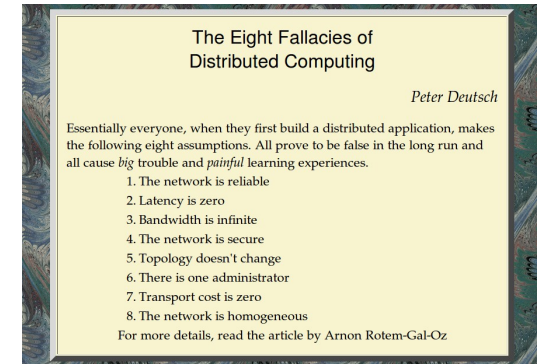 The Eight Fallacies of
Distributed Computing
Peter Deutsch
Essentially everyone, when they first build a distributed application, makes
the following eight assumptions. All prove to be false in the long run and
all cause big trouble and painful learning experiences.
1. The network is reliable
2. Latency is zero
3. Bandwidth is infinite
4. The network is secure
5. Topology doesn't change
6. There is one administrator
7. Transport cost is zero
8. The network is homogeneous
For more details, read the article by Arnon Rotem-Gal-Oz